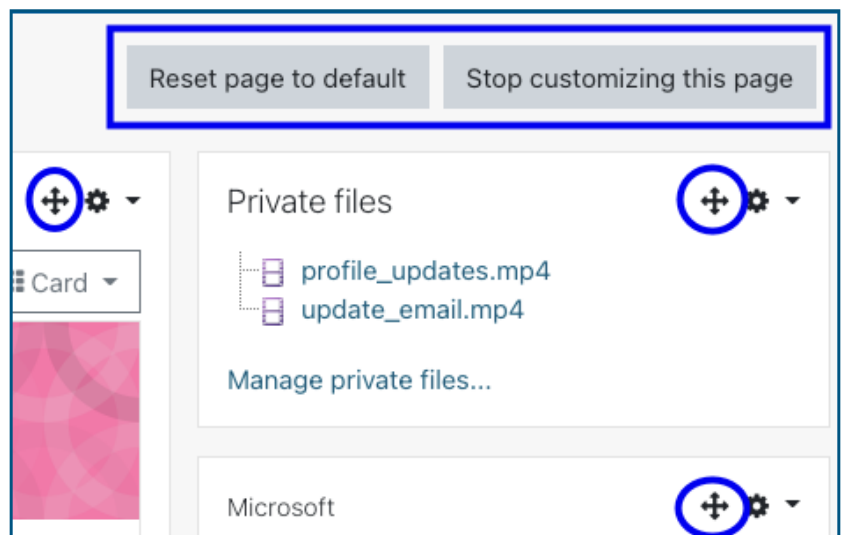 Reset page to default
Stop customizing this page
Card
Private files
profile_updates.mp4
update_email.mp4
Manage private files...
Microsoft